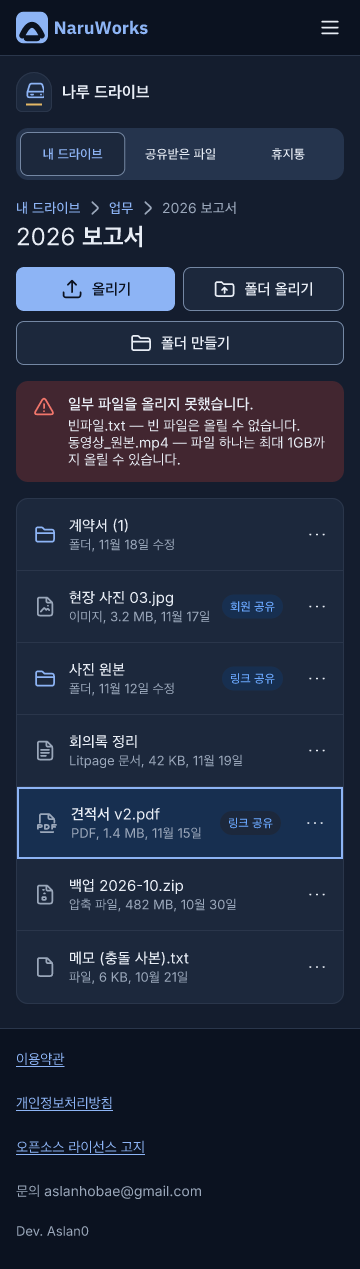 NaruWorks
나루 드라이브
내 드라이브 공유받은 파일 휴지통
내 드라이브 > 업무 > 2026 보고서
2026 보고서
올리기 폴더 올리기
폴더 만들기
일부 파일을 올리지 못했습니다.
빈파일.txt — 빈 파일은 올릴 수 없습니다.
동영상_원본.mp4 — 파일 하나는 최대 1GB까
지 올릴 수 있습니다.
계약서 (1)
폴더, 11월 18일 수정
현장 사진 03.jpg
이미지, 3.2 MB, 11월 17일
회원 공유
사진 원본
폴더, 11월 12일 수정
링크 공유
회의록 정리
Litpage 문서, 42 KB, 11월 19일
PDF
견적서 v2.pdf
PDF, 1.4 MB, 11월 15일
링크 공유
백업 2026-10.zip
압축 파일, 482 MB, 10월 30일
메모 (충돌 사본).txt
파일, 6 KB, 10월 21일
이용약관
개인정보처리방침
오픈소스 라이선스 고지
문의 aslanhobae@gmail.com
Dev. Aslan0